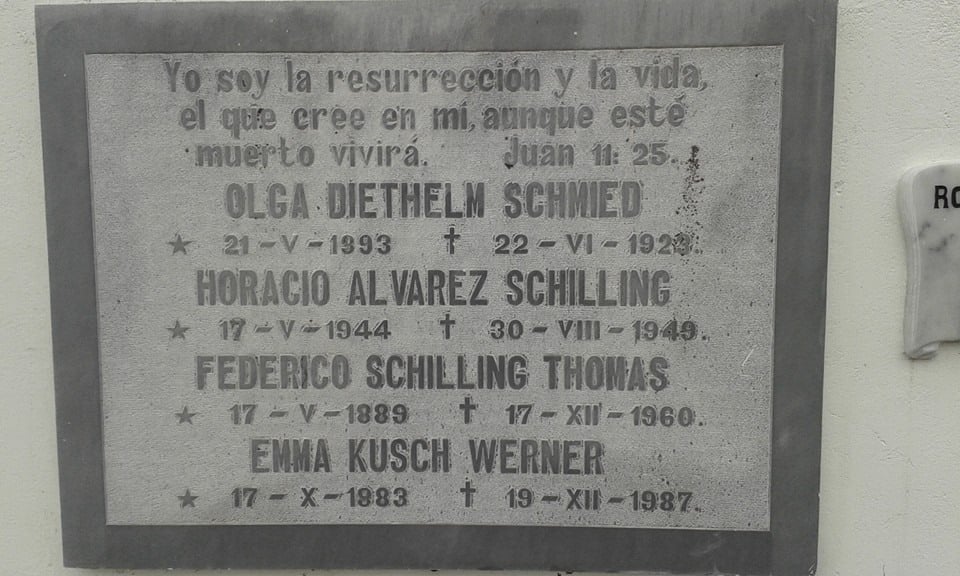 Yo soy la resurrección y la vida,
el que cree en mí, aunque esté
muerto vivirá. Juan 11: 25.
OLGA DIETHELM SCHMIED
★ 21 - V - 1893 † 22 - VI - 1923.
HORACIO ALVAREZ SCHILLING
★ 17 - V - 1944 † 30 - VIII - 1949.
FEDERICO SCHILLING THOMAS
★ 17 - V - 1889 † 17 - XII - 1960.
EMMA KUSCH WERNER
★ 17 - X - 1983 † 19 - XII - 1987.